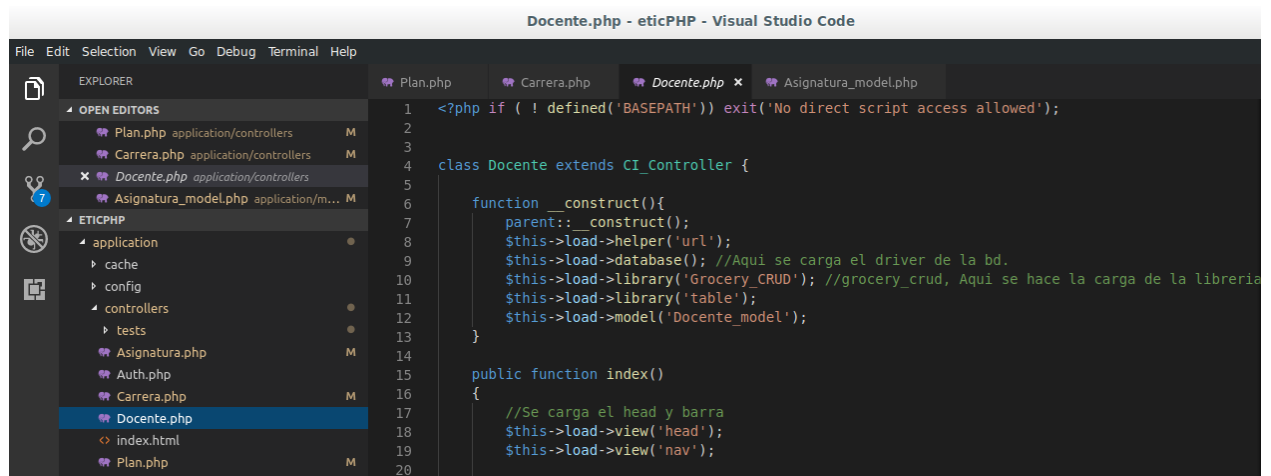 Docente.php - eticPHP - Visual Studio Code
File Edit Selection View Go Debug Terminal Help
EXPLORER
OPEN EDITORS
Plan.php application/controllers M
Carrera.php application/controllers M
× Docente.php application/controllers
Asignatura_model.php application/m... M
7
ETICPHP
application
cache
config
controllers
tests
Asignatura.php M
Auth.php
Carrera.php M
Docente.php
<> index.html
Plan.php M
Plan.php Carrera.php Docente.php × Asignatura_model.php
1 <?php if ( ! defined('BASEPATH')) exit('No direct script access allowed');
2
3
4 class Docente extends CI_Controller {
5
6 function __construct(){
7 parent::__construct();
8 $this->load->helper('url');
9 $this->load->database(); //Aqui se carga el driver de la bd.
10 $this->load->library('Grocery_CRUD'); //grocery_crud, Aqui se hace la carga de la libreria
11 $this->load->library('table');
12 $this->load->model('Docente_model');
13 }
14
15 public function index()
16 {
17 //Se carga el head y barra
18 $this->load->view('head');
19 $this->load->view('nav');
20